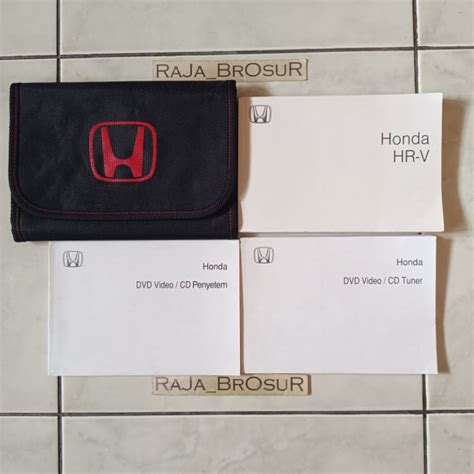 RAJA_BROSUR
Honda
HR-V
Honda
DVD Video / CD Penyetem
Honda
DVD Video / CD Tuner
RAJA_BROSUR